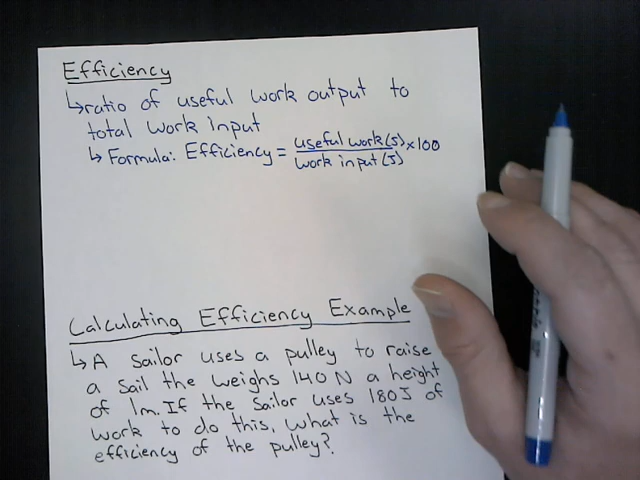 Efficiency
↳ratio of useful work output to
total work input
↳ Formula: Efficiency = useful work(J)/work input(J) x 100
Calculating Efficiency Example
↳ A sailor uses a pulley to raise
a sail the weighs 140 N a height
of 1m. If the sailor uses 180J of
work to do this, what is the
efficiency of the pulley?